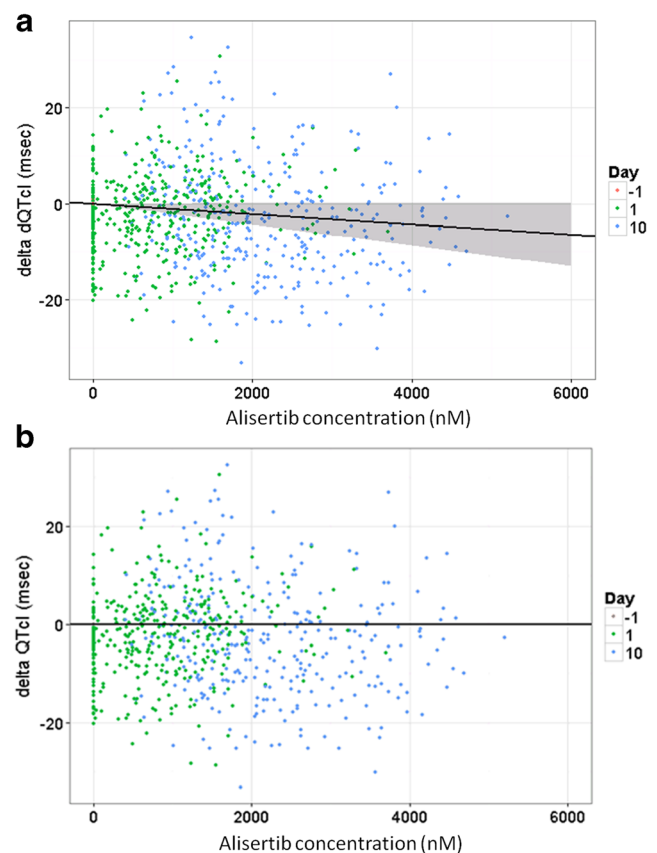 a
delta dQTcI (msec)
20
0
-20
0 2000 4000 6000
Alisertib concentration (nM)
Day
-1
1
10
b
delta QTcI (msec)
20
0
-20
0 2000 4000 6000
Alisertib concentration (nM)
Day
-1
1
10